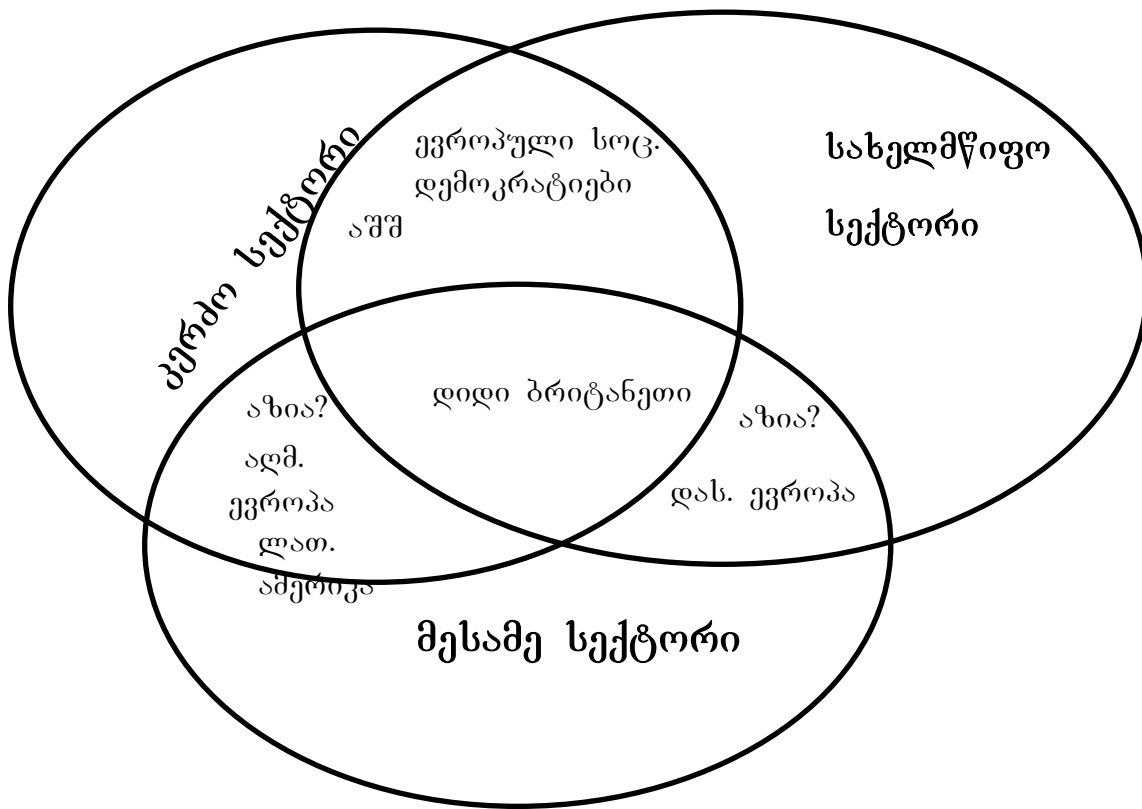 ევროპული სოც.
დემოკრატიები
აშშ
სახელმწიფო
სექტორი
კერძო სექტორი
დიდი ბრიტანეთი
აზია?
აღმ.
ევროპა
ლათ.
ამერიკა
აზია?
დას. ევროპა
მესამე სექტორი